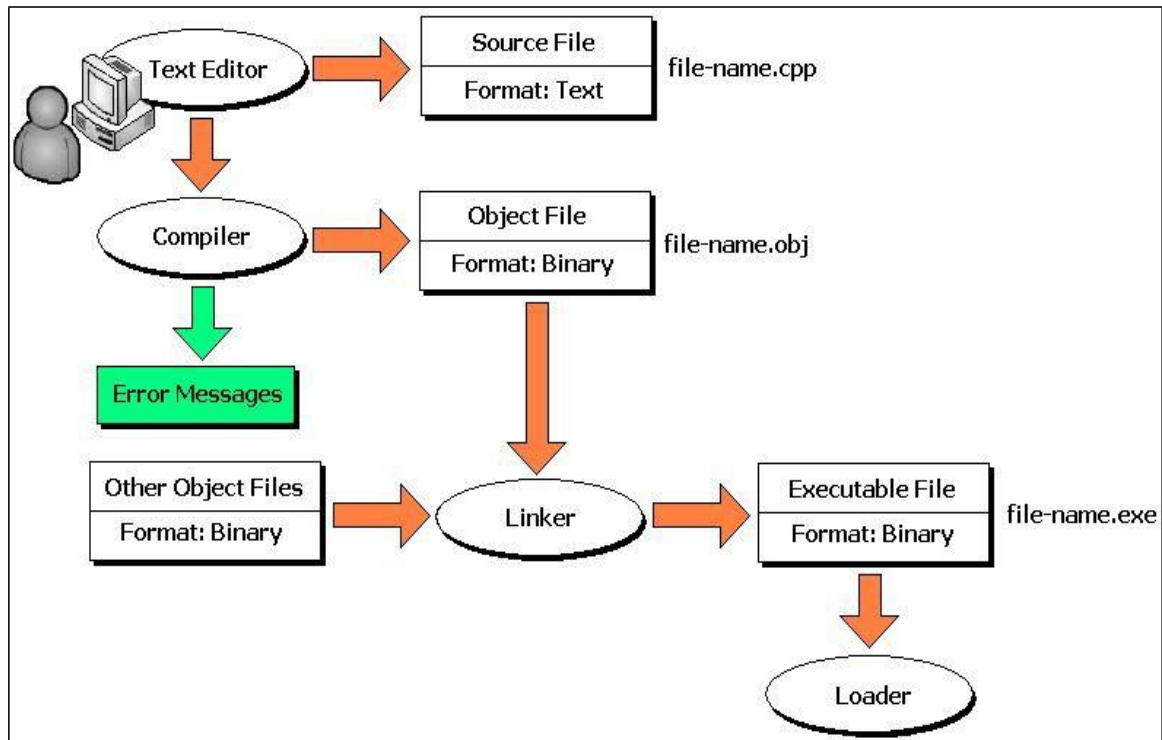 Text Editor
Source File
Format: Text
file-name.cpp
Compiler
Object File
Format: Binary
file-name.obj
Error Messages
Other Object Files
Format: Binary
Linker
Executable File
Format: Binary
file-name.exe
Loader